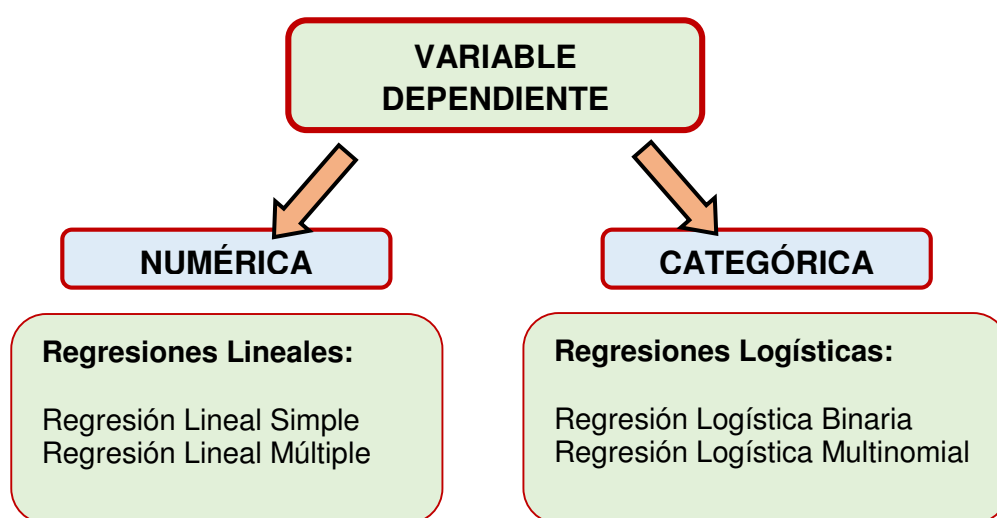 VARIABLE
DEPENDIENTE
NUMÉRICA
CATEGÓRICA
Regresiones Lineales:
Regresión Lineal Simple
Regresión Lineal Múltiple
Regresiones Logísticas:
Regresión Logística Binaria
Regresión Logística Multinomial